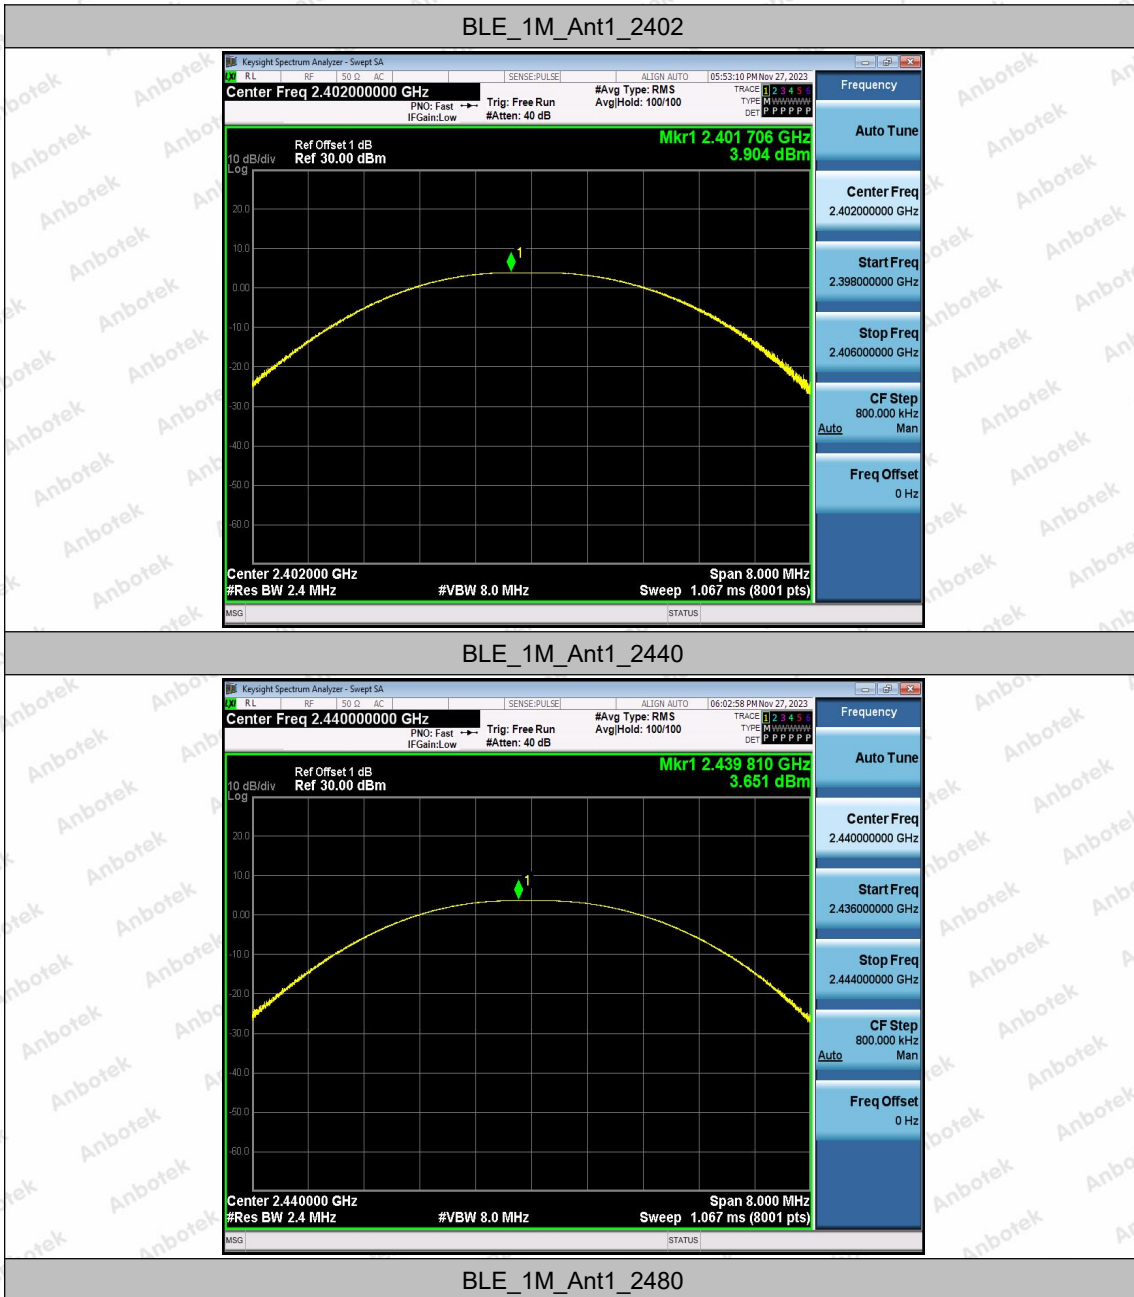 BLE_1M_Ant1_2402
Keysight Spectrum Analyzer - Swept SA
LXI RL RF 50 Ω AC SENSE:PULSE ALIGN AUTO 05:53:10 PM Nov 27, 2023
Center Freq 2.402000000 GHz
PNO: Fast
IFGain:Low
Trig: Free Run
#Atten: 40 dB
#Avg Type: RMS
Avg|Hold: 100/100
TRACE 1 2 3 4 5 6
TYPE M W W W W W
DET P P P P P P
Ref Offset 1 dB
10 dB/div Ref 30.00 dBm
Log
Mkr1 2.401 706 GHz
3.904 dBm
20.0
10.0
0.00
-10.0
-20.0
-30.0
-40.0
-50.0
-60.0
1
Center 2.402000 GHz Span 8.000 MHz
#Res BW 2.4 MHz #VBW 8.0 MHz Sweep 1.067 ms (8001 pts)
MSG STATUS
Frequency
Auto Tune
Center Freq
2.402000000 GHz
Start Freq
2.398000000 GHz
Stop Freq
2.406000000 GHz
CF Step
800.000 kHz
Auto Man
Freq Offset
0 Hz
BLE_1M_Ant1_2440
Keysight Spectrum Analyzer - Swept SA
LXI RL RF 50 Ω AC SENSE:PULSE ALIGN AUTO 06:02:58 PM Nov 27, 2023
Center Freq 2.440000000 GHz
PNO: Fast
IFGain:Low
Trig: Free Run
#Atten: 40 dB
#Avg Type: RMS
Avg|Hold: 100/100
TRACE 1 2 3 4 5 6
TYPE M W W W W W
DET P P P P P P
Ref Offset 1 dB
10 dB/div Ref 30.00 dBm
Log
Mkr1 2.439 810 GHz
3.651 dBm
20.0
10.0
0.00
-10.0
-20.0
-30.0
-40.0
-50.0
-60.0
1
Center 2.440000 GHz Span 8.000 MHz
#Res BW 2.4 MHz #VBW 8.0 MHz Sweep 1.067 ms (8001 pts)
MSG STATUS
Frequency
Auto Tune
Center Freq
2.440000000 GHz
Start Freq
2.436000000 GHz
Stop Freq
2.444000000 GHz
CF Step
800.000 kHz
Auto Man
Freq Offset
0 Hz
BLE_1M_Ant1_2480
Anbotek